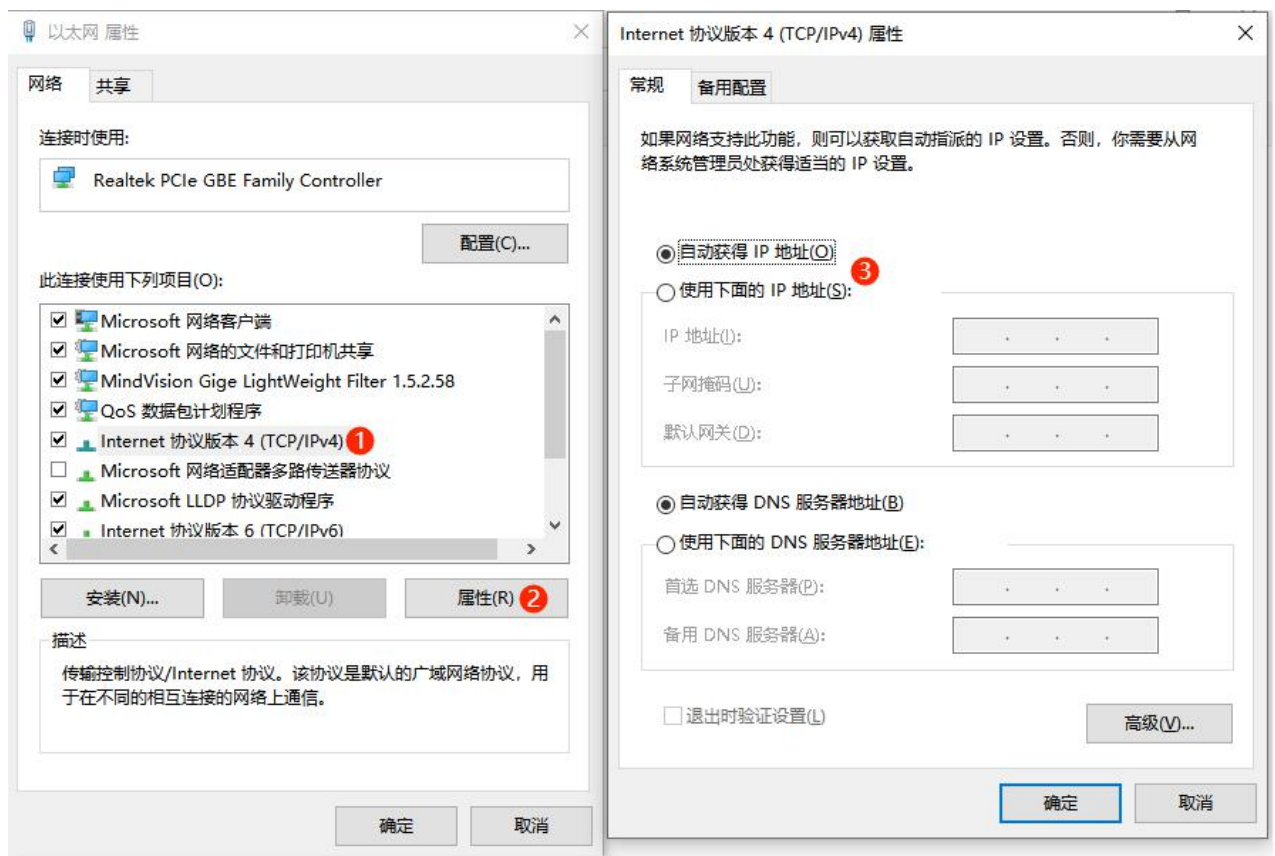 以太网 属性
网络
共享
连接时使用:
Realtek PCIe GBE Family Controller
配置(C)...
此连接使用下列项目(O):
Microsoft 网络客户端
Microsoft 网络的文件和打印机共享
MindVision Gige LightWeight Filter 1.5.2.58
QoS 数据包计划程序
Internet 协议版本 4 (TCP/IPv4) 1
Microsoft 网络适配器多路传送器协议
Microsoft LLDP 协议驱动程序
Internet 协议版本 6 (TCP/IPv6)
安装(N)...
卸载(U)
属性(R) 2
描述
传输控制协议/Internet 协议。该协议是默认的广域网络协议，用
于在不同的相互连接的网络上通信。
确定
取消
Internet 协议版本 4 (TCP/IPv4) 属性
常规
备用配置
如果网络支持此功能，则可以获取自动指派的 IP 设置。否则，你需要从网
络系统管理员处获得适当的 IP 设置。
自动获得 IP 地址(O)
3
使用下面的 IP 地址(S):
IP 地址(I):
子网掩码(U):
默认网关(D):
自动获得 DNS 服务器地址(B)
使用下面的 DNS 服务器地址(E):
首选 DNS 服务器(P):
备用 DNS 服务器(A):
退出时验证设置(L)
高级(V)...
确定
取消